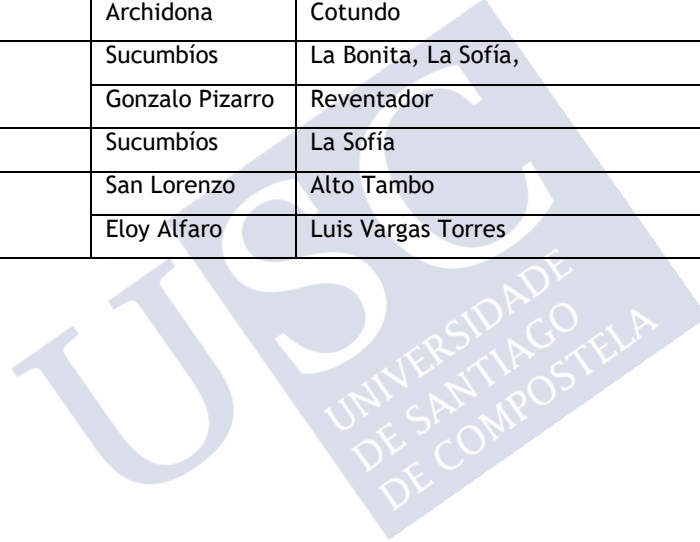 Archidona Cotundo
Sucumbíos La Bonita, La Sofía,
Gonzalo Pizarro Reventador
Sucumbíos La Sofía
San Lorenzo Alto Tambo
Eloy Alfaro Luis Vargas Torres
USC
UNIVERSIDADE
DE SANTIAGO
DE COMPOSTELA